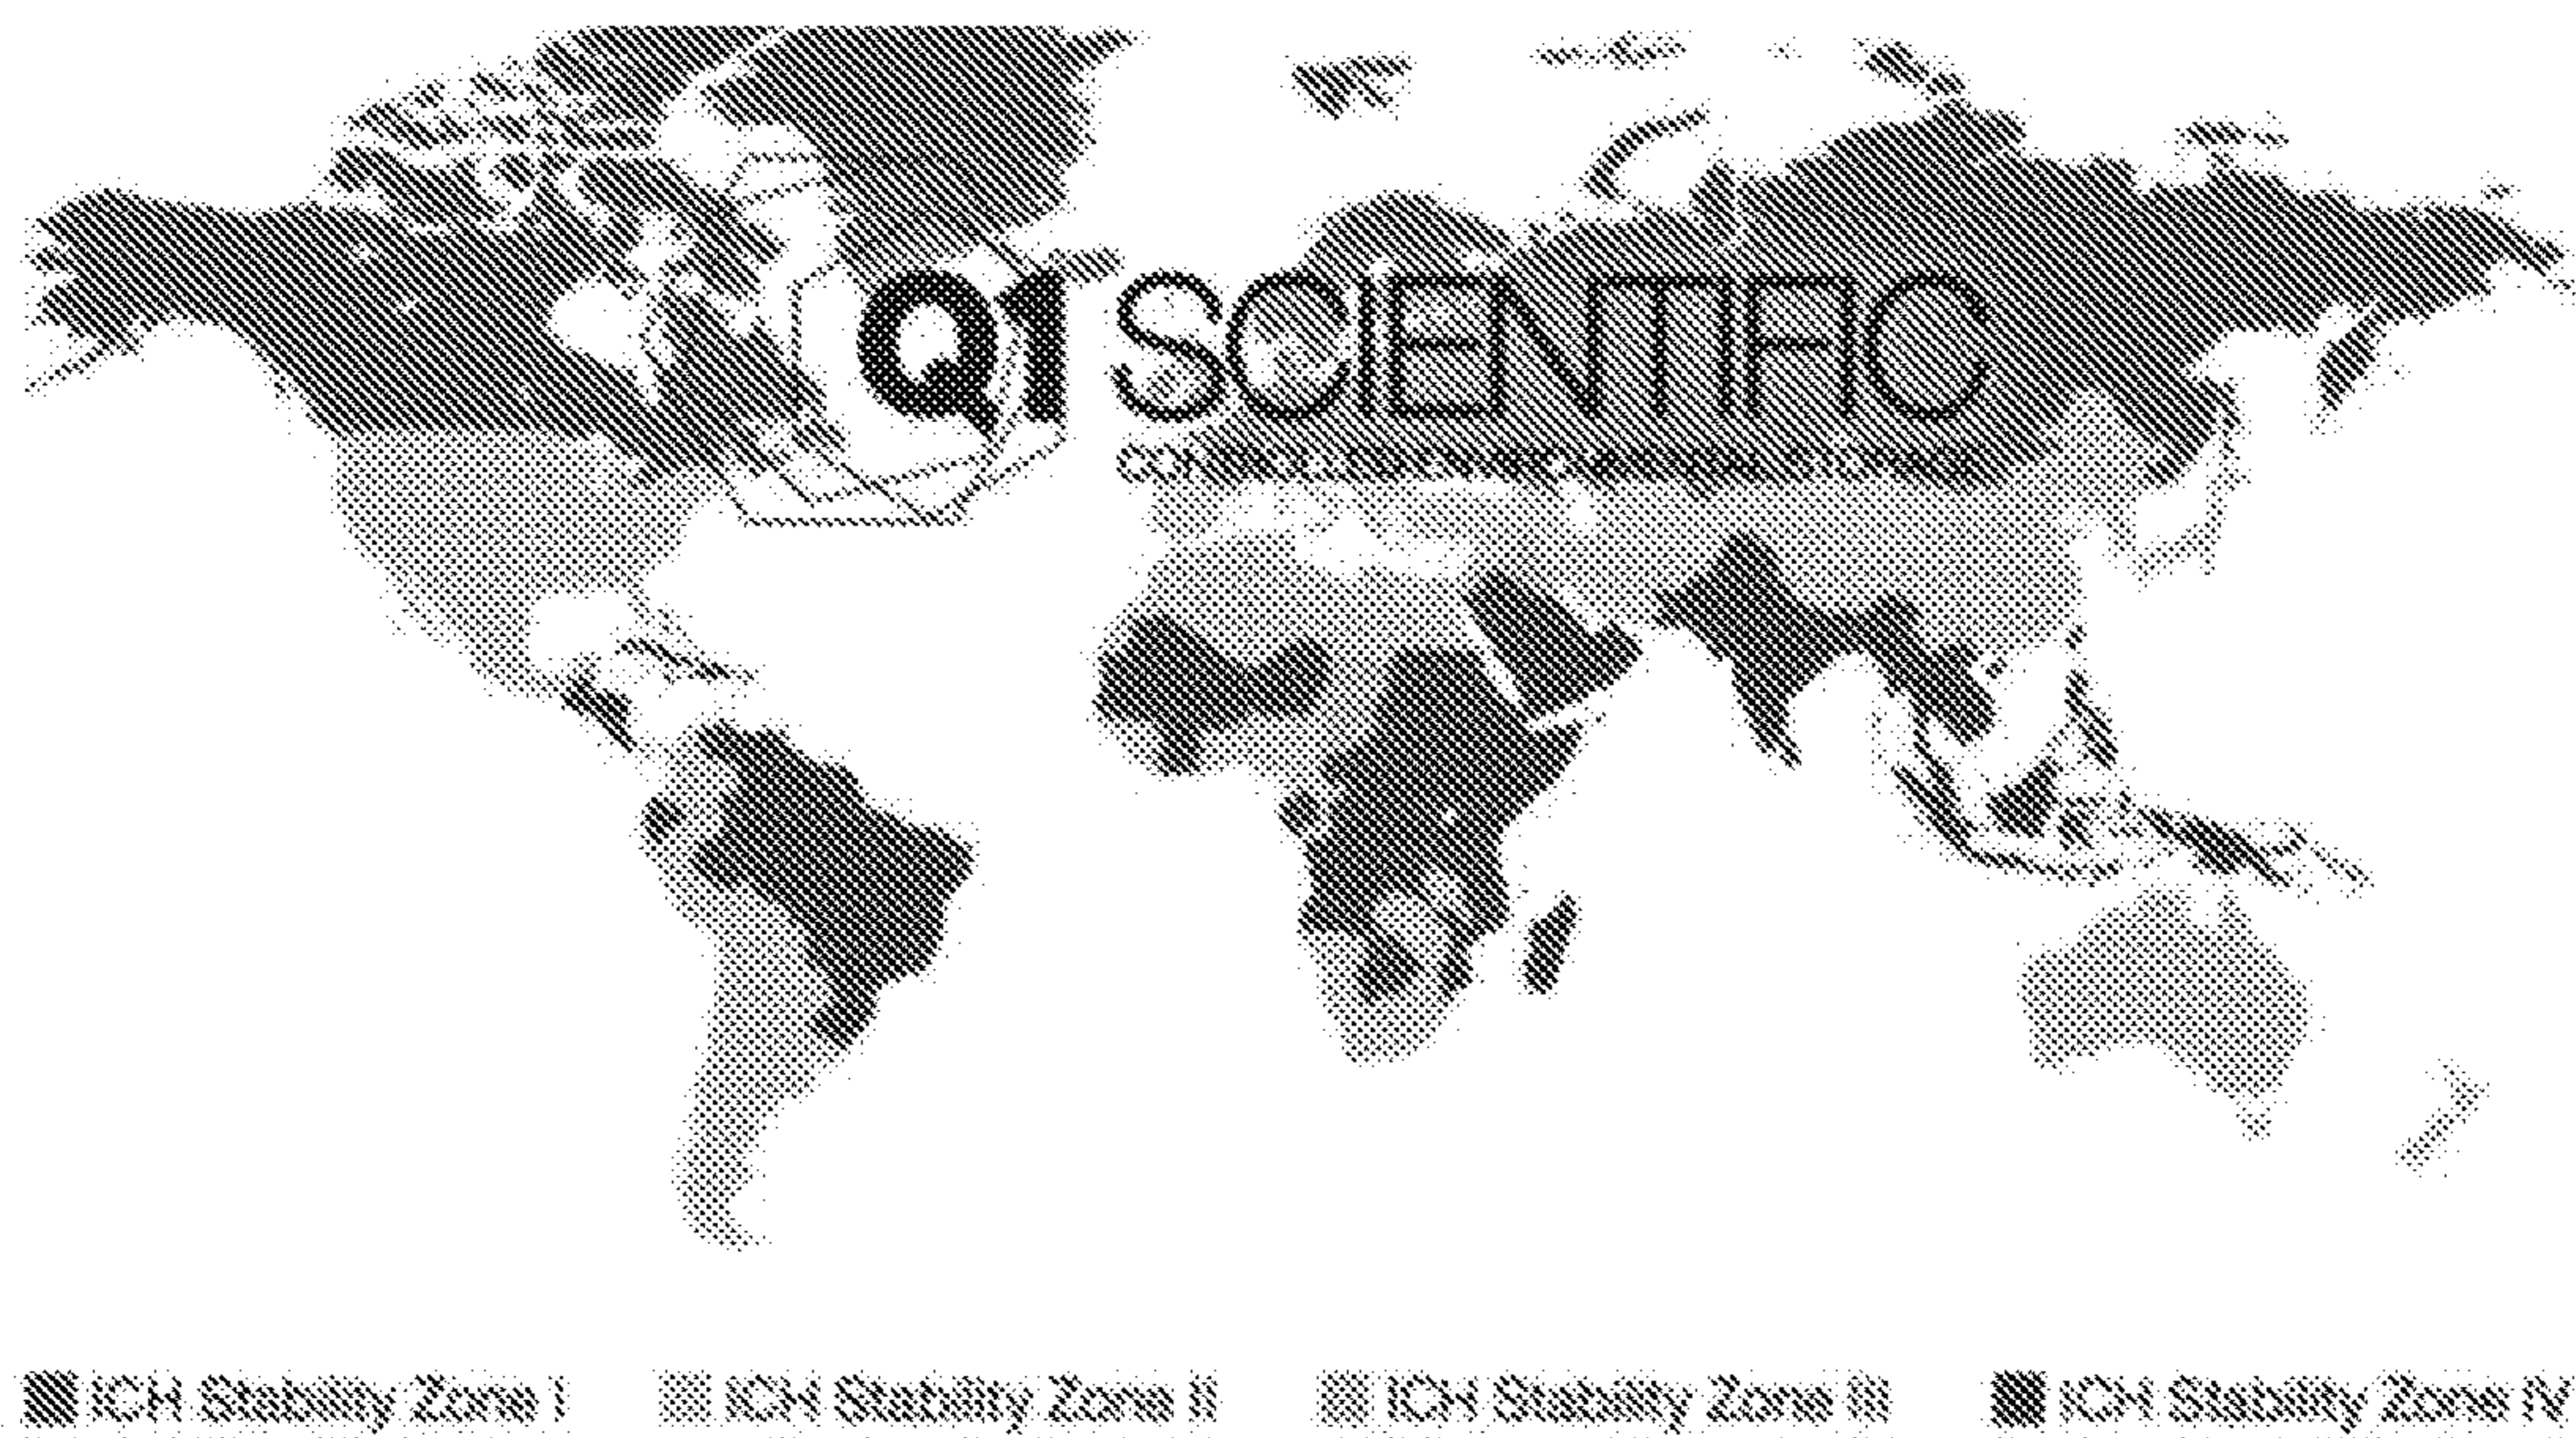 Q1 SCIENTIFIC
ICH Stability Zone I
ICH Stability Zone II
ICH Stability Zone III
ICH Stability Zone IV